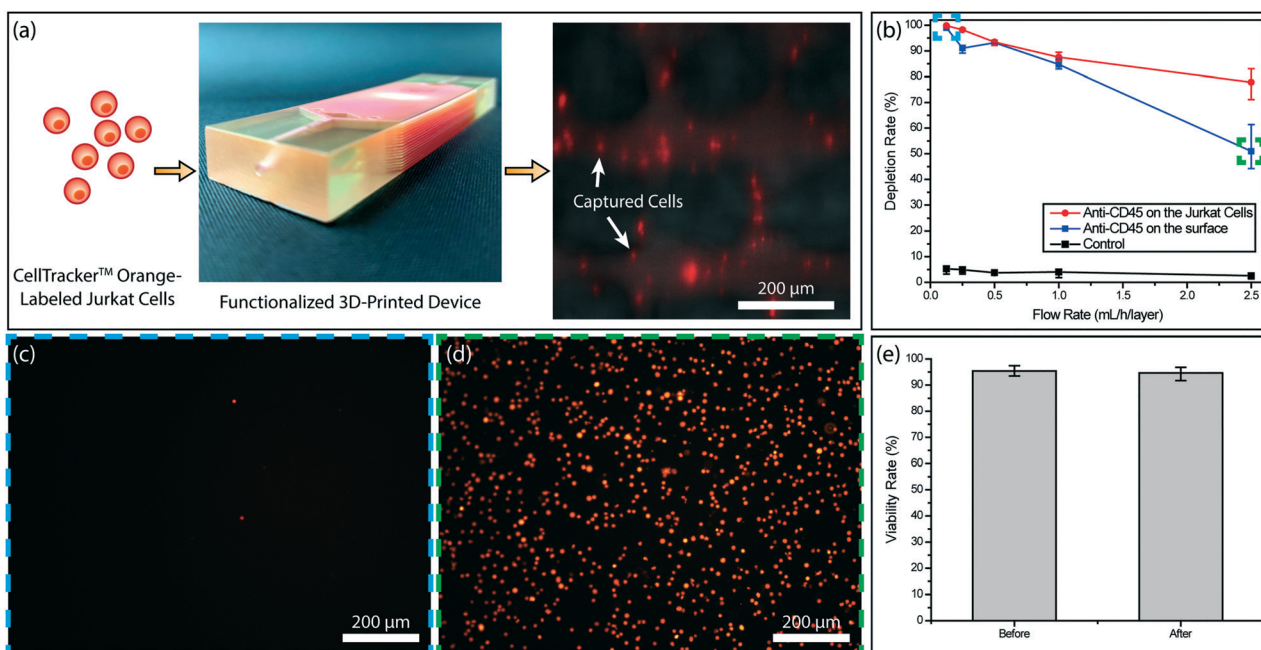 (a)
CellTracker™ Orange-
Labeled Jurkat Cells
Functionalized 3D-Printed Device
Captured Cells
200 µm
(b)
Depletion Rate (%)
100
90
80
70
60
50
40
30
20
10
0
Anti-CD45 on the Jurkat Cells
Anti-CD45 on the surface
Control
0.0 0.5 1.0 1.5 2.0 2.5
Flow Rate (mL/h/layer)
(c)
200 µm
(d)
200 µm
(e)
Viability Rate (%)
100
90
80
70
60
50
40
30
20
10
0
Before After